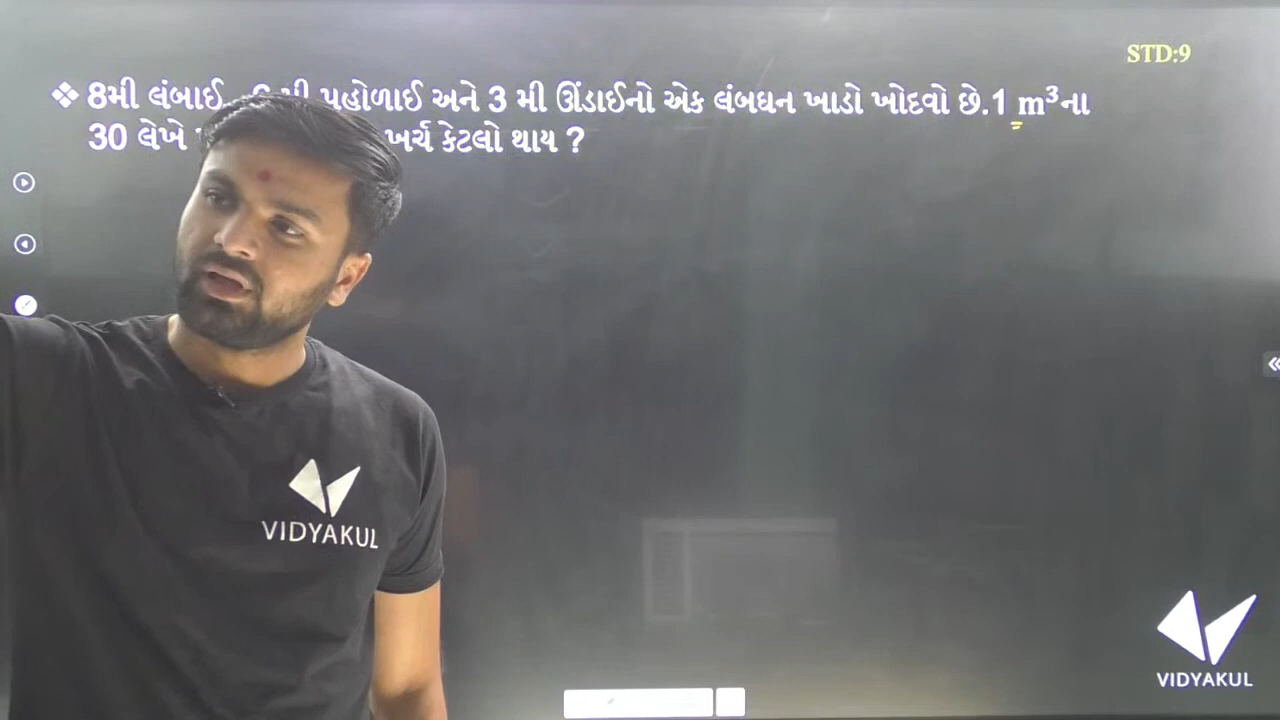 STD:9
❖ 8મી લંબાઈ પહોળાઈ અને 3 મી ઊંડાઈનો એક લંબઘન ખાડો ખોદવો છે.1 m³ના
30 લેખે ખર્ચ કેટલો થાય ?
VIDYAKUL
VIDYAKUL